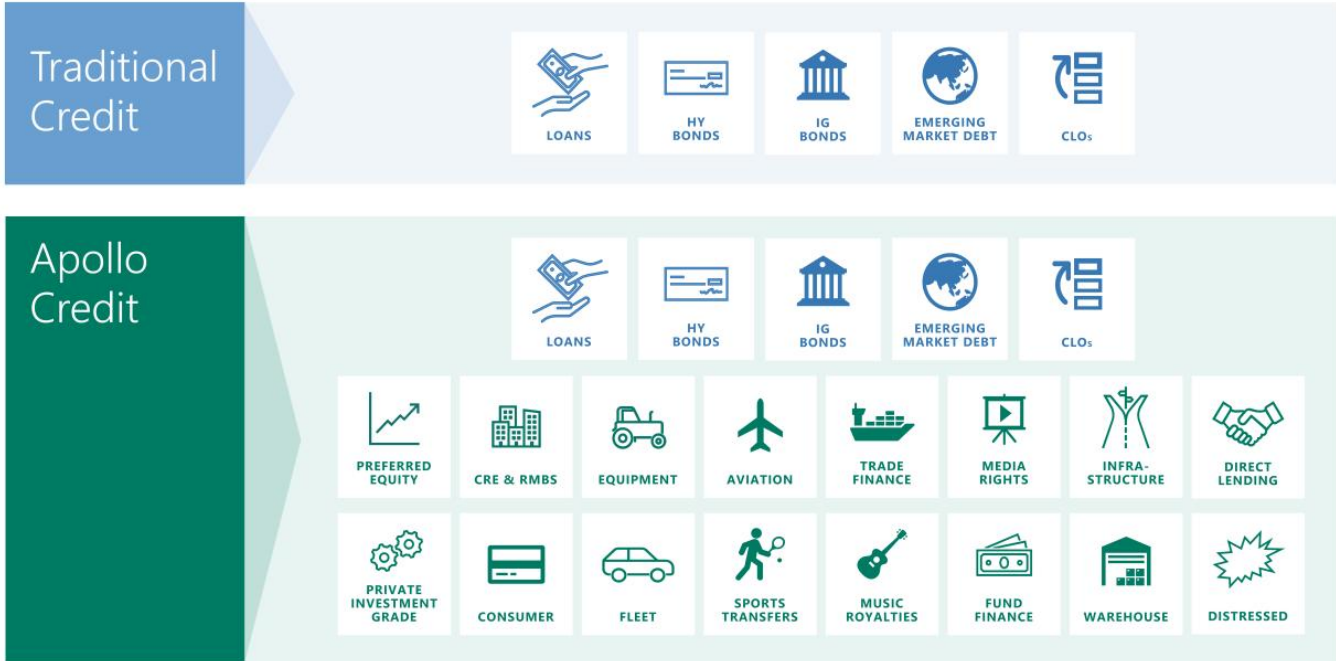 Traditional
Credit
LOANS
HY
BONDS
IG
BONDS
EMERGING
MARKET DEBT
CLOs
Apollo
Credit
LOANS
HY
BONDS
IG
BONDS
EMERGING
MARKET DEBT
CLOs
PREFERRED
EQUITY
CRE & RMBS
EQUIPMENT
AVIATION
TRADE
FINANCE
MEDIA
RIGHTS
INFRA-
STRUCTURE
DIRECT
LENDING
PRIVATE
INVESTMENT
GRADE
CONSUMER
FLEET
SPORTS
TRANSFERS
MUSIC
ROYALTIES
FUND
FINANCE
WAREHOUSE
DISTRESSED